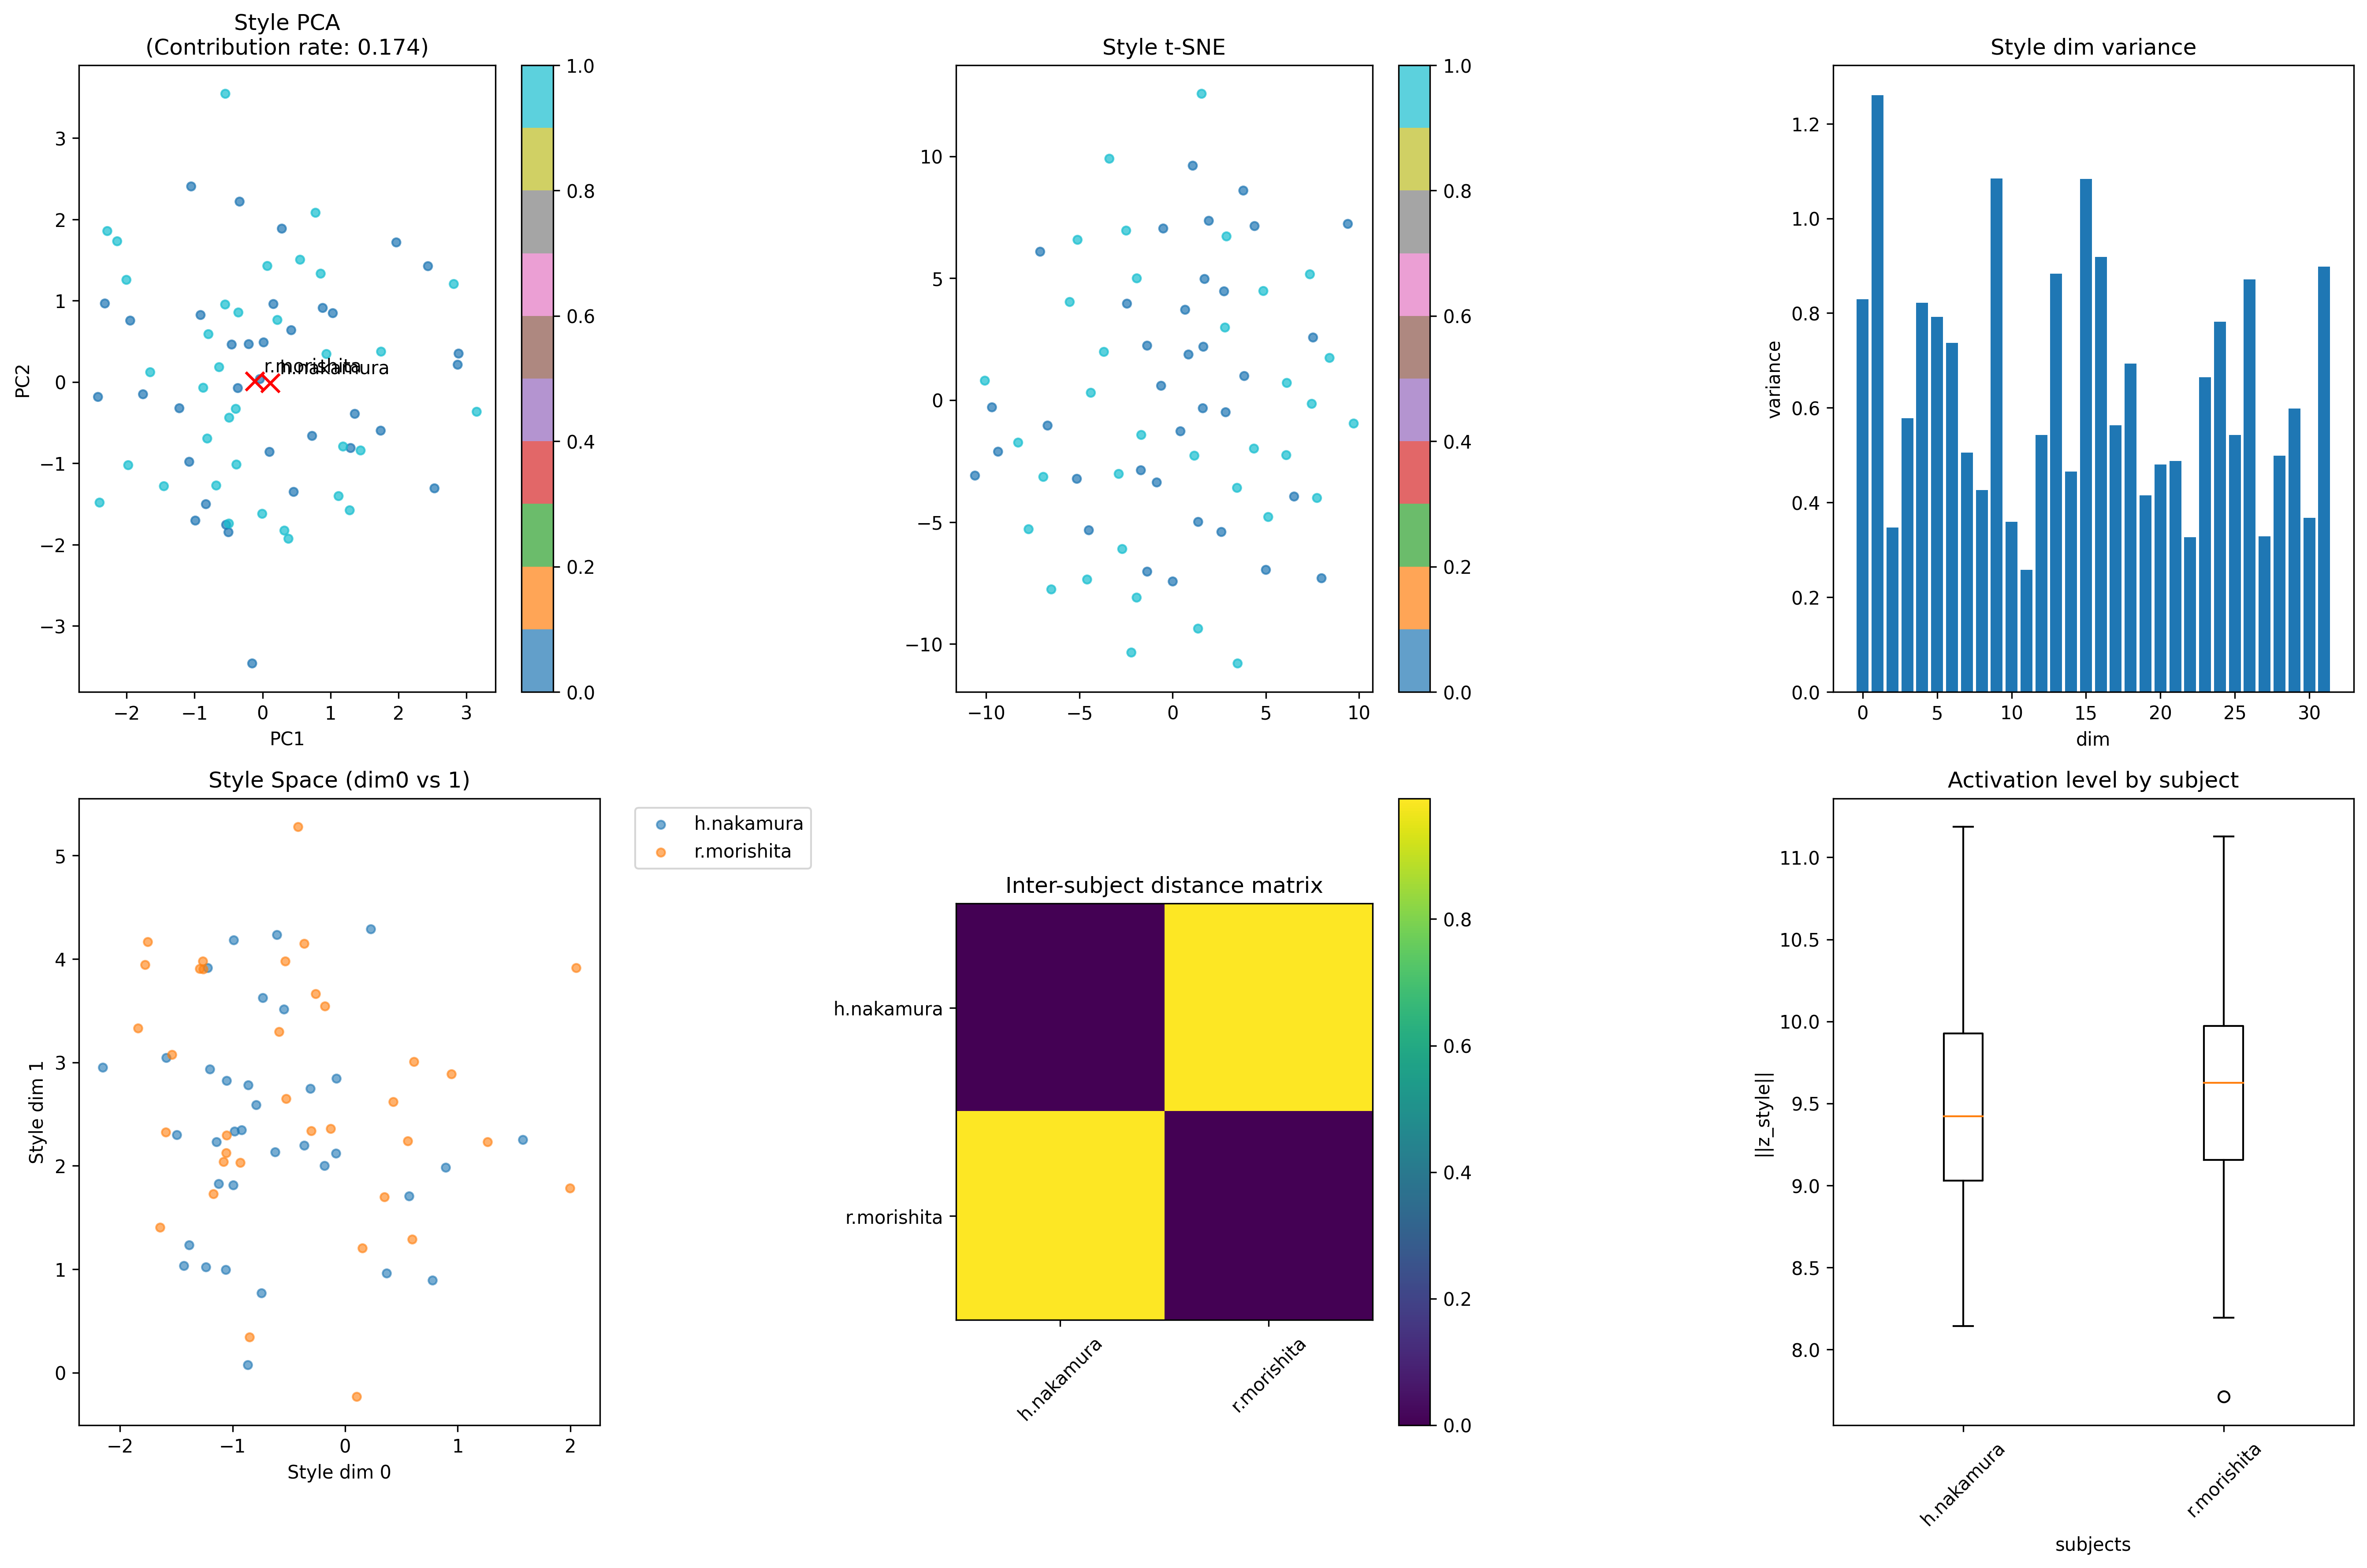 Style PCA
(Contribution rate: 0.174)
PC2
3
2
1
0
−1
−2
−3
r.morishita
h.nakamura
−2 −1 0 1 2 3
PC1
1.0
0.8
0.6
0.4
0.2
0.0
Style t-SNE
10
5
0
−5
−10
−10 −5 0 5 10
1.0
0.8
0.6
0.4
0.2
0.0
Style dim variance
variance
1.2
1.0
0.8
0.6
0.4
0.2
0.0
0 5 10 15 20 25 30
dim
Style Space (dim0 vs 1)
Style dim 1
5
4
3
2
1
0
−2 −1 0 1 2
Style dim 0
h.nakamura
r.morishita
Inter-subject distance matrix
h.nakamura
r.morishita
h.nakamura
r.morishita
0.8
0.6
0.4
0.2
0.0
Activation level by subject
||z_style||
11.0
10.5
10.0
9.5
9.0
8.5
8.0
h.nakamura
r.morishita
subjects